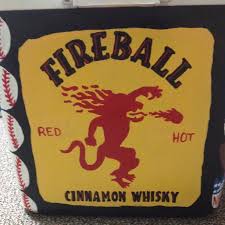 FIREBALL
RED HOT
CINNAMON WHISKY